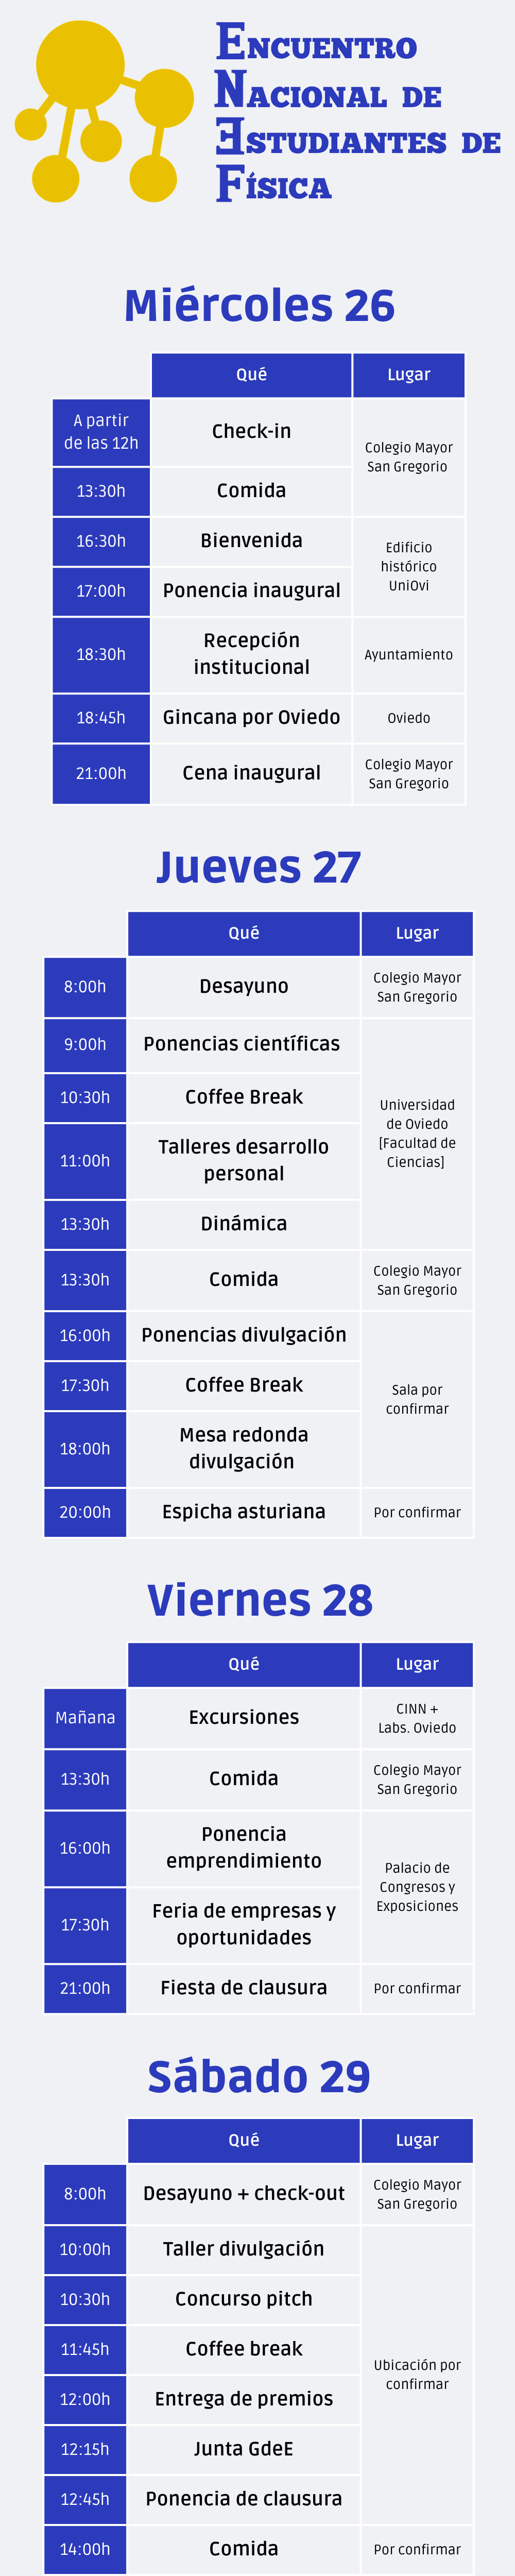 Encuentro
Nacional de
Estudiantes de
Física
Miércoles 26
Qué
Lugar
A partir
de las 12h
Check-in
Colegio Mayor
San Gregorio
13:30h
Comida
16:30h
Bienvenida
Edificio
histórico
UniOvi
17:00h
Ponencia inaugural
18:30h
Recepción
institucional
Ayuntamiento
18:45h
Gincana por Oviedo
Oviedo
21:00h
Cena inaugural
Colegio Mayor
San Gregorio
Jueves 27
Qué
Lugar
8:00h
Desayuno
Colegio Mayor
San Gregorio
9:00h
Ponencias científicas
Universidad
de Oviedo
[Facultad de
Ciencias]
10:30h
Coffee Break
11:00h
Talleres desarrollo
personal
13:30h
Dinámica
13:30h
Comida
Colegio Mayor
San Gregorio
16:00h
Ponencias divulgación
Sala por
confirmar
17:30h
Coffee Break
18:00h
Mesa redonda
divulgación
20:00h
Espicha asturiana
Por confirmar
Viernes 28
Qué
Lugar
Mañana
Excursiones
CINN +
Labs. Oviedo
13:30h
Comida
Colegio Mayor
San Gregorio
16:00h
Ponencia
emprendimiento
Palacio de
Congresos y
Exposiciones
17:30h
Feria de empresas y
oportunidades
21:00h
Fiesta de clausura
Por confirmar
Sábado 29
Qué
Lugar
8:00h
Desayuno + check-out
Colegio Mayor
San Gregorio
10:00h
Taller divulgación
Ubicación por
confirmar
10:30h
Concurso pitch
11:45h
Coffee break
12:00h
Entrega de premios
12:15h
Junta GdeE
12:45h
Ponencia de clausura
14:00h
Comida
Por confirmar